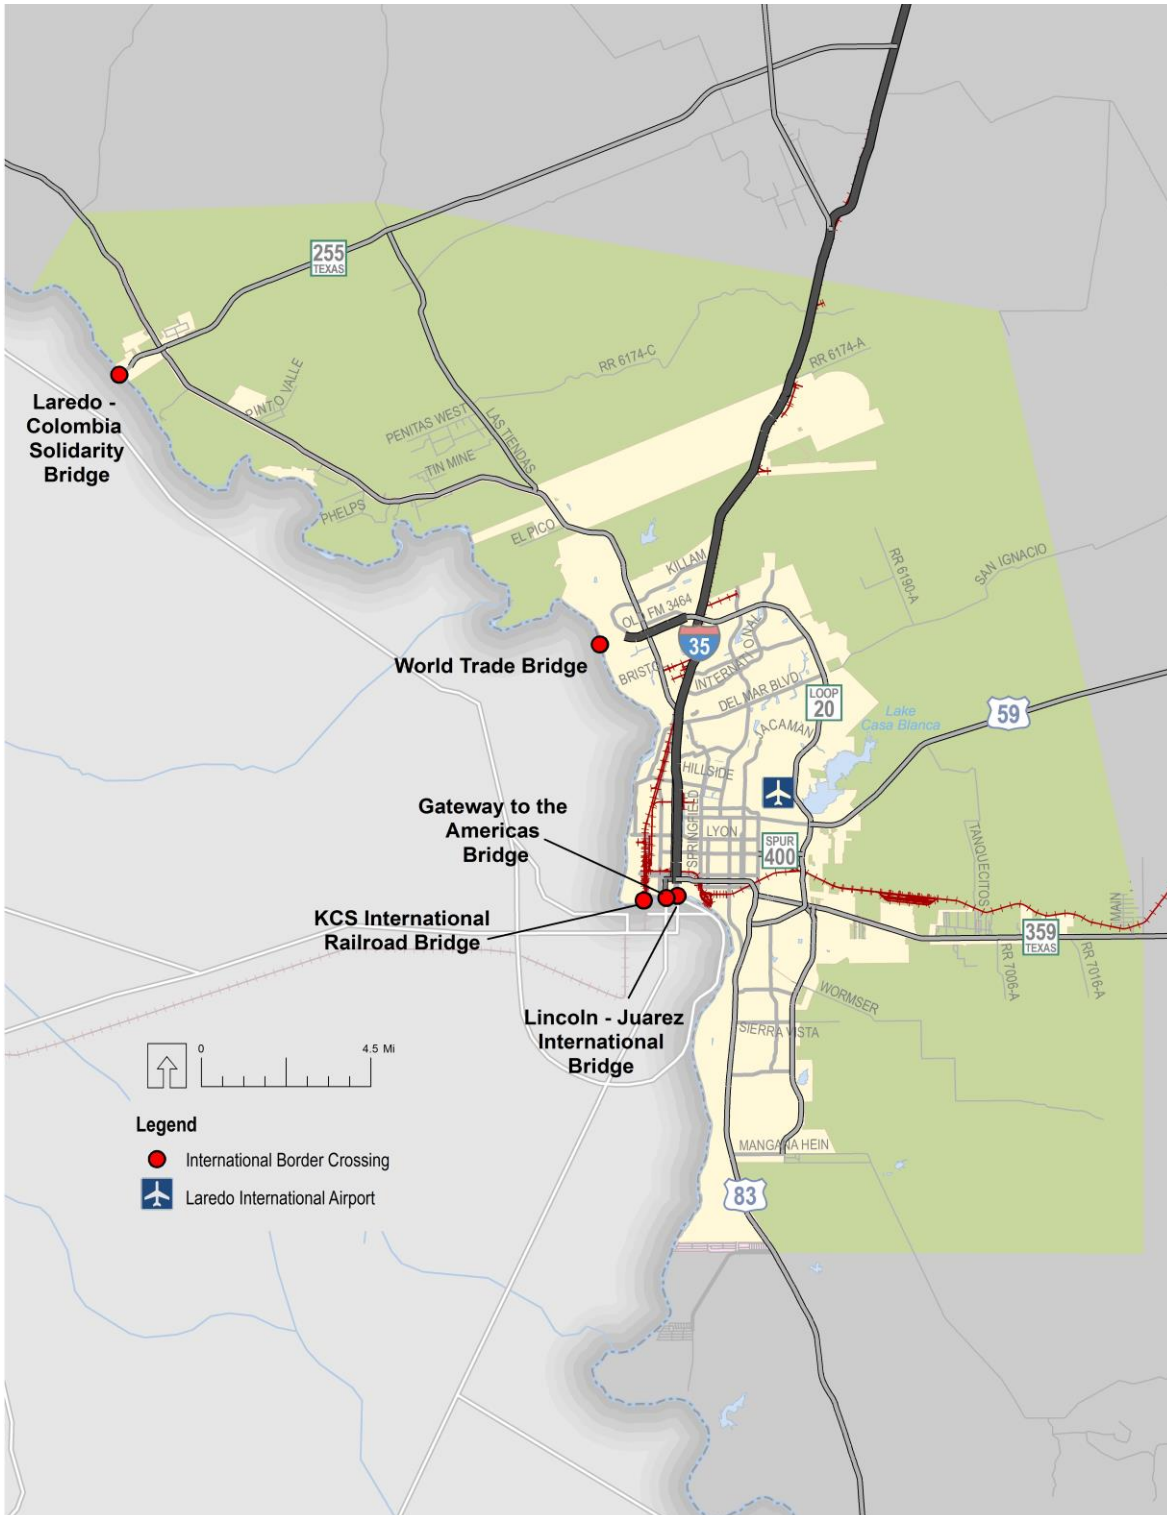 255
TEXAS
RR 6174-C
RR 6174-A
PINTO VALLE
Laredo -
Colombia
Solidarity
Bridge
PENITAS WEST
LAS TIENDAS
TIN MINE
PHELPS
EL PICO
KILLAM
RR 6190-A
SAN IGNACIO
OLD FM 3464
35
World Trade Bridge
BRISTOL
INTERNATIONAL
DEL MAR BLVD
LOOP
20
Lake
Casa Blanca
59
JACAMAN
HILLSIDE
Gateway to the
Americas
Bridge
SPRINGFIELD
LYON
SPUR
400
TANQUECITOS
MAIN
KCS International
Railroad Bridge
359
TEXAS
RR 7006-A
RR 7016-A
WORMSER
Lincoln - Juarez
International
Bridge
SIERRA VISTA
0
4.5 Mi
Legend
International Border Crossing
Laredo International Airport
MANGANA HEIN
83